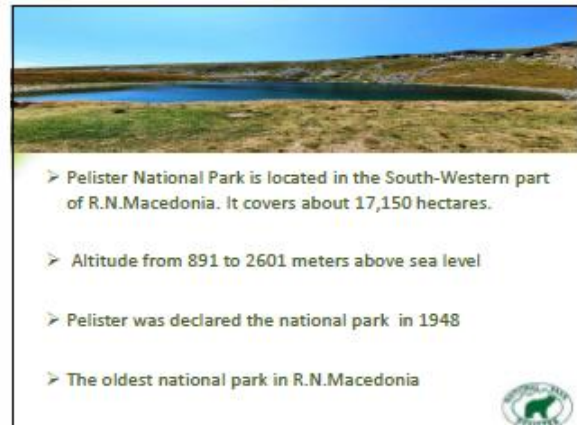 ➢ Pelister National Park is located in the South-Western part
of R.N.Macedonia. It covers about 17,150 hectares.
➢ Altitude from 891 to 2601 meters above sea level
➢ Pelister was declared the national park in 1948
➢ The oldest national park in R.N.Macedonia